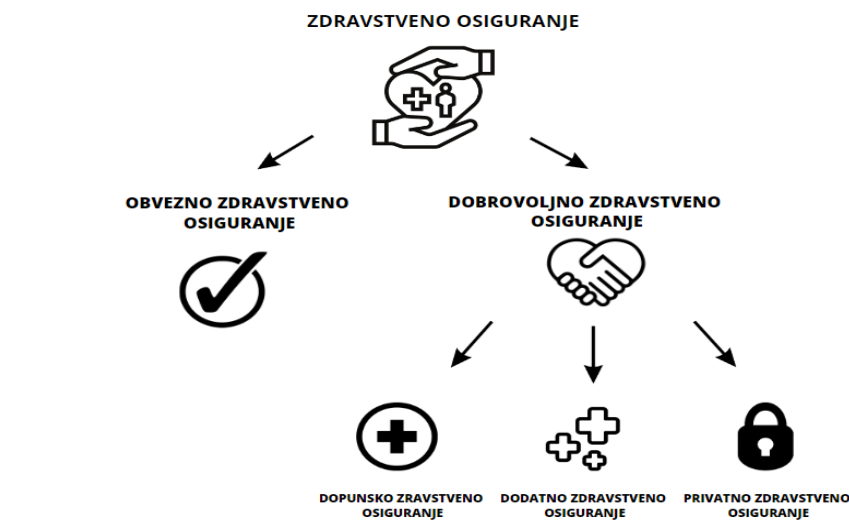 ZDRAVSTVENO OSIGURANJE
OBVEZNO ZDRAVSTVENO
OSIGURANJE
DOBROVOLJNO ZDRAVSTVENO
OSIGURANJE
DOPUNSKO ZRAVSTVENO
OSIGURANJE
DODATNO ZDRAVSTVENO
OSIGURANJE
PRIVATNO ZDRAVSTVENO
OSIGURANJE